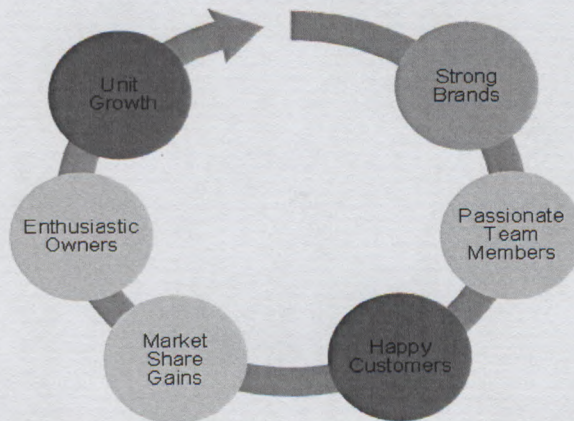 Strong
Brands
Passionate
Team
Members
Happy
Customers
Market
Share
Gains
Enthusiastic
Owners
Unit
Growth